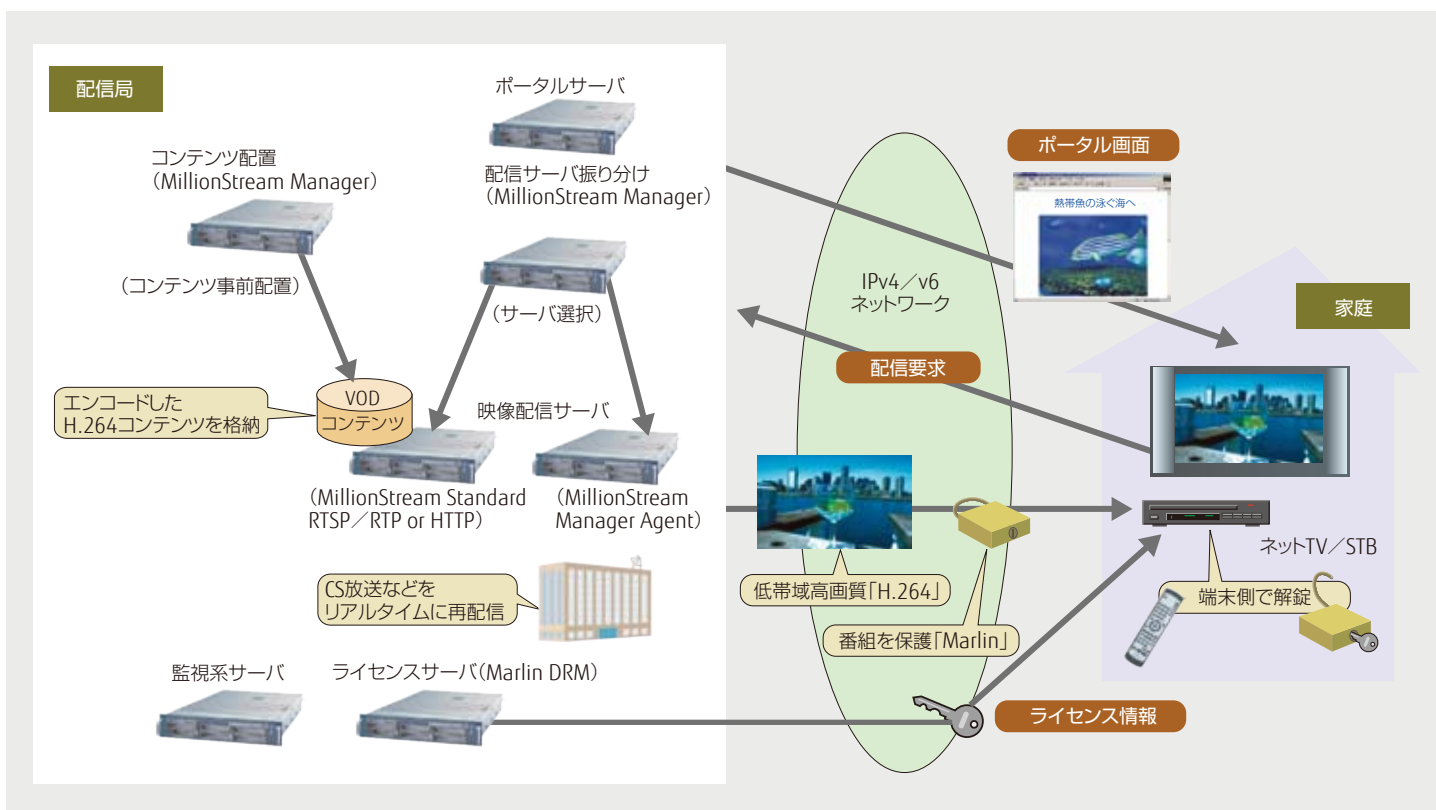 配信局
ポータルサーバ
コンテンツ配置
（MillionStream Manager）
配信サーバ振り分け
（MillionStream Manager）
（コンテンツ事前配置）
（サーバ選択）
エンコードした
H.264コンテンツを格納
VOD
コンテンツ
映像配信サーバ
（MillionStream Standard
RTSP／RTP or HTTP）
（MillionStream
Manager Agent）
CS放送などを
リアルタイムに再配信
監視系サーバ
ライセンスサーバ（Marlin DRM）
IPv4／v6
ネットワーク
ポータル画面
熱帯魚の泳ぐ海へ
配信要求
家庭
低帯域高画質「H.264」
番組を保護「Marlin」
ネットTV／STB
端末側で解錠
ライセンス情報